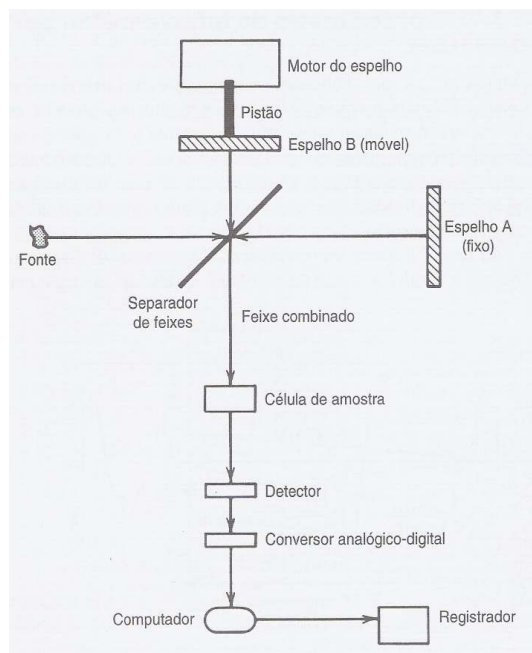 Motor do espelho
Pistão
Espelho B (móvel)
Espelho A
(fixo)
Fonte
Separador
de feixes
Feixe combinado
Célula de amostra
Detector
Conversor analógico-digital
Computador
Registrador